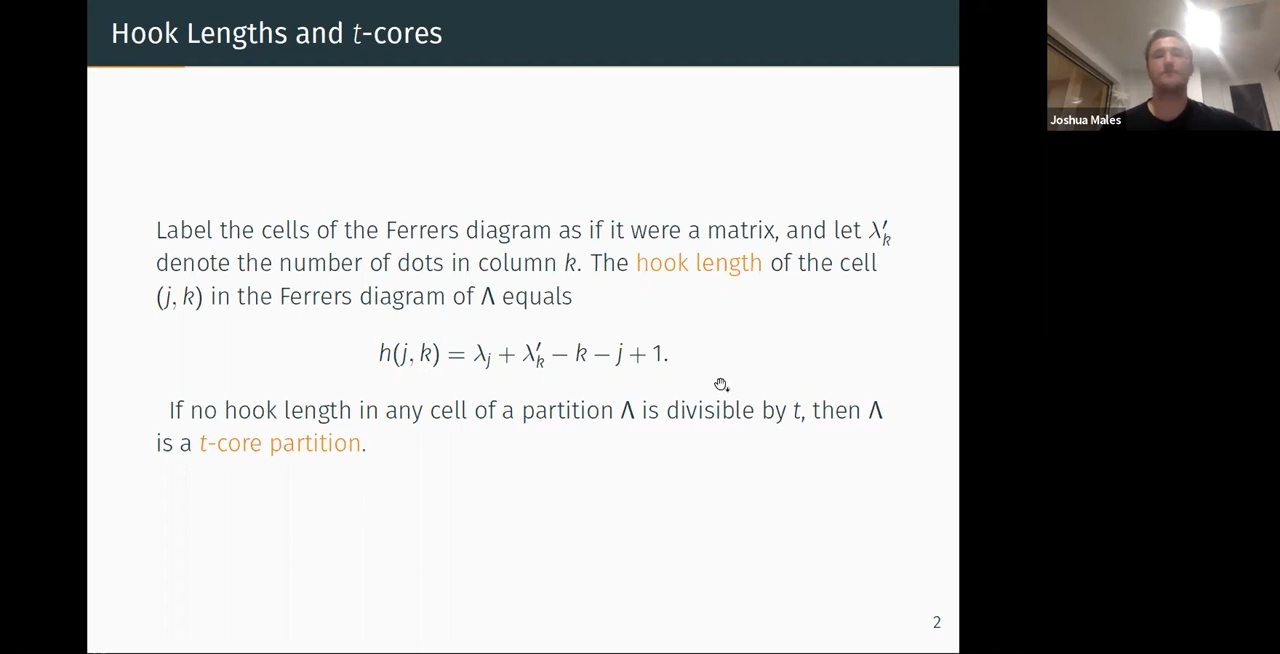 Hook Lengths and t-cores
Joshua Males
Label the cells of the Ferrers diagram as if it were a matrix, and let λ′ₖ
denote the number of dots in column k. The hook length of the cell
(j, k) in the Ferrers diagram of Λ equals
h(j, k) = λⱼ + λ′ₖ − k − j + 1.
If no hook length in any cell of a partition Λ is divisible by t, then Λ
is a t-core partition.
2